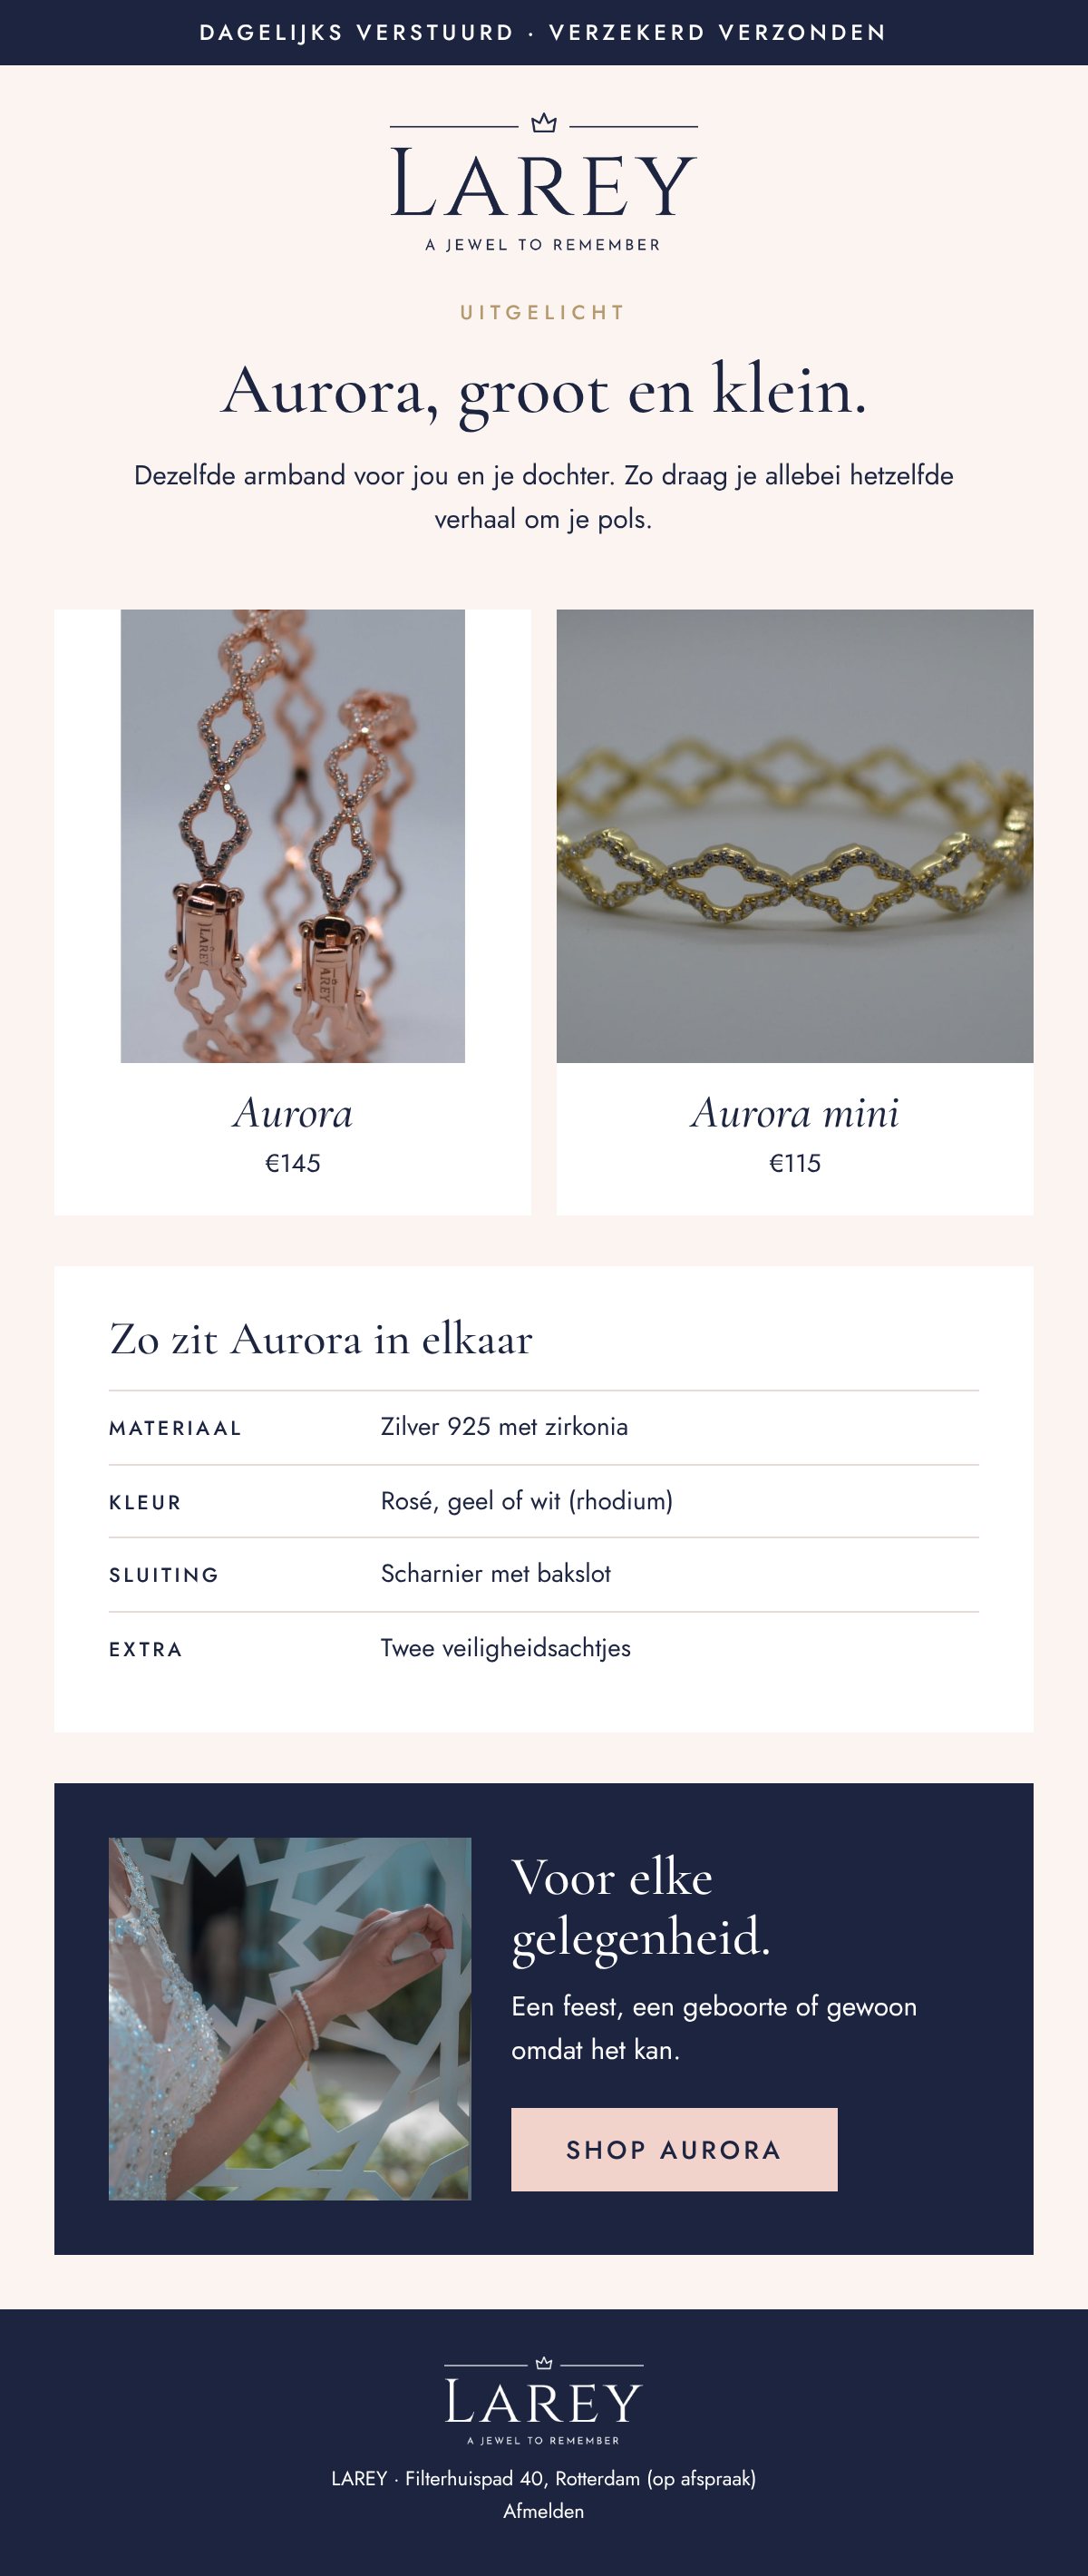 DAGELIJKS VERSTUURD · VERZEKERD VERZONDEN
LAREY
A JEWEL TO REMEMBER
UITGELICHT
Aurora, groot en klein.
Dezelfde armband voor jou en je dochter. Zo draag je allebei hetzelfde
verhaal om je pols.
LAREY
LAREY
Aurora
€145
Aurora mini
€115
Zo zit Aurora in elkaar
MATERIAAL Zilver 925 met zirkonia
KLEUR Rosé, geel of wit (rhodium)
SLUITING Scharnier met bakslot
EXTRA Twee veiligheidsachtjes
Voor elke
gelegenheid.
Een feest, een geboorte of gewoon
omdat het kan.
SHOP AURORA
LAREY
A JEWEL TO REMEMBER
LAREY · Filterhuispad 40, Rotterdam (op afspraak)
Afmelden